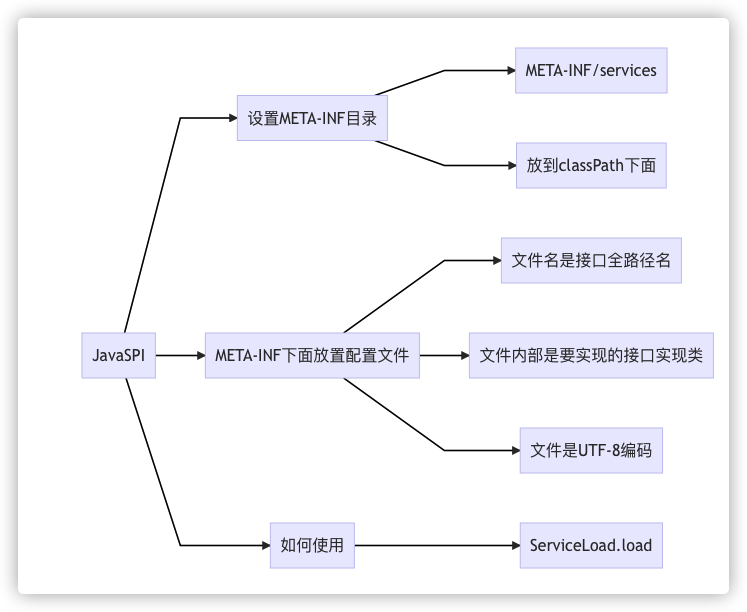 META-INF/services
设置META-INF目录
放到classPath下面
文件名是接口全路径名
JavaSPI
META-INF下面放置配置文件
文件内部是要实现的接口实现类
文件是UTF-8编码
如何使用
ServiceLoad.load